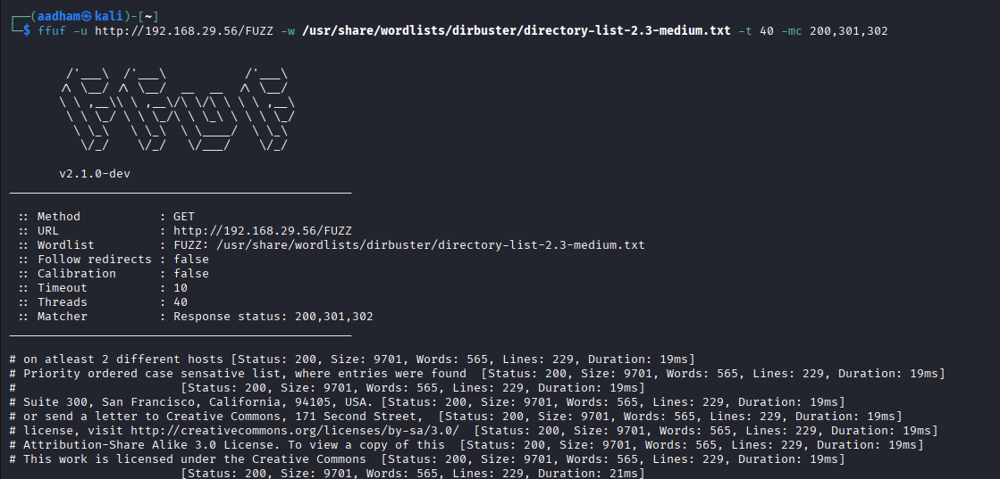 ┌──(aadham㉿kali)-[~]
└─$ ffuf -u http://192.168.29.56/FUZZ -w /usr/share/wordlists/dirbuster/directory-list-2.3-medium.txt -t 40 -mc 200,301,302
        /'___\  /'___\           /'___\
       /\ \__/ /\ \__/  __  __  /\ \__/
       \ \ ,__\\ \ ,__\/\ \/\ \ \ \ ,__\
        \ \ \_/ \ \ \_/\ \ \_\ \ \ \ \_/
         \ \_\   \ \_\  \ \____/  \ \_\
          \/_/    \/_/   \/___/    \/_/
       v2.1.0-dev
________________________________________________
 :: Method           : GET
 :: URL              : http://192.168.29.56/FUZZ
 :: Wordlist         : FUZZ: /usr/share/wordlists/dirbuster/directory-list-2.3-medium.txt
 :: Follow redirects : false
 :: Calibration      : false
 :: Timeout          : 10
 :: Threads          : 40
 :: Matcher          : Response status: 200,301,302
________________________________________________
# on atleast 2 different hosts [Status: 200, Size: 9701, Words: 565, Lines: 229, Duration: 19ms]
# Priority ordered case sensative list, where entries were found  [Status: 200, Size: 9701, Words: 565, Lines: 229, Duration: 19ms]
#                       [Status: 200, Size: 9701, Words: 565, Lines: 229, Duration: 19ms]
# Suite 300, San Francisco, California, 94105, USA. [Status: 200, Size: 9701, Words: 565, Lines: 229, Duration: 19ms]
# or send a letter to Creative Commons, 171 Second Street,  [Status: 200, Size: 9701, Words: 565, Lines: 229, Duration: 19ms]
# license, visit http://creativecommons.org/licenses/by-sa/3.0/  [Status: 200, Size: 9701, Words: 565, Lines: 229, Duration: 19ms]
# Attribution-Share Alike 3.0 License. To view a copy of this  [Status: 200, Size: 9701, Words: 565, Lines: 229, Duration: 19ms]
# This work is licensed under the Creative Commons  [Status: 200, Size: 9701, Words: 565, Lines: 229, Duration: 19ms]
                        [Status: 200, Size: 9701, Words: 565, Lines: 229, Duration: 21ms]